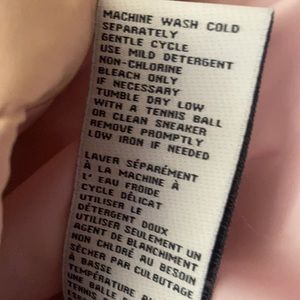 MACHINE WASH COLD
SEPARATELY
GENTLE CYCLE
USE MILD DETERGENT
NON-CHLORINE
BLEACH ONLY
IF NECESSARY
TUMBLE DRY LOW
WITH A TENNIS BALL
OR CLEAN SNEAKER
REMOVE PROMPTLY
LOW IRON IF NEEDED
LAVER SÉPARÉMENT
À LA MACHINE À
L' EAU FROIDE
CYCLE DÉLICAT
UTILISER LE
DÉTERGENT DOUX
UTILISER SEULEMENT UN
AGENT DE BLANCHIMENT
NON CHLORÉ AU BESOIN
SÉCHER PAR CULBUTAGE
À BASSE
TEMPÉRATURE
UNE BALLE
TENNIS